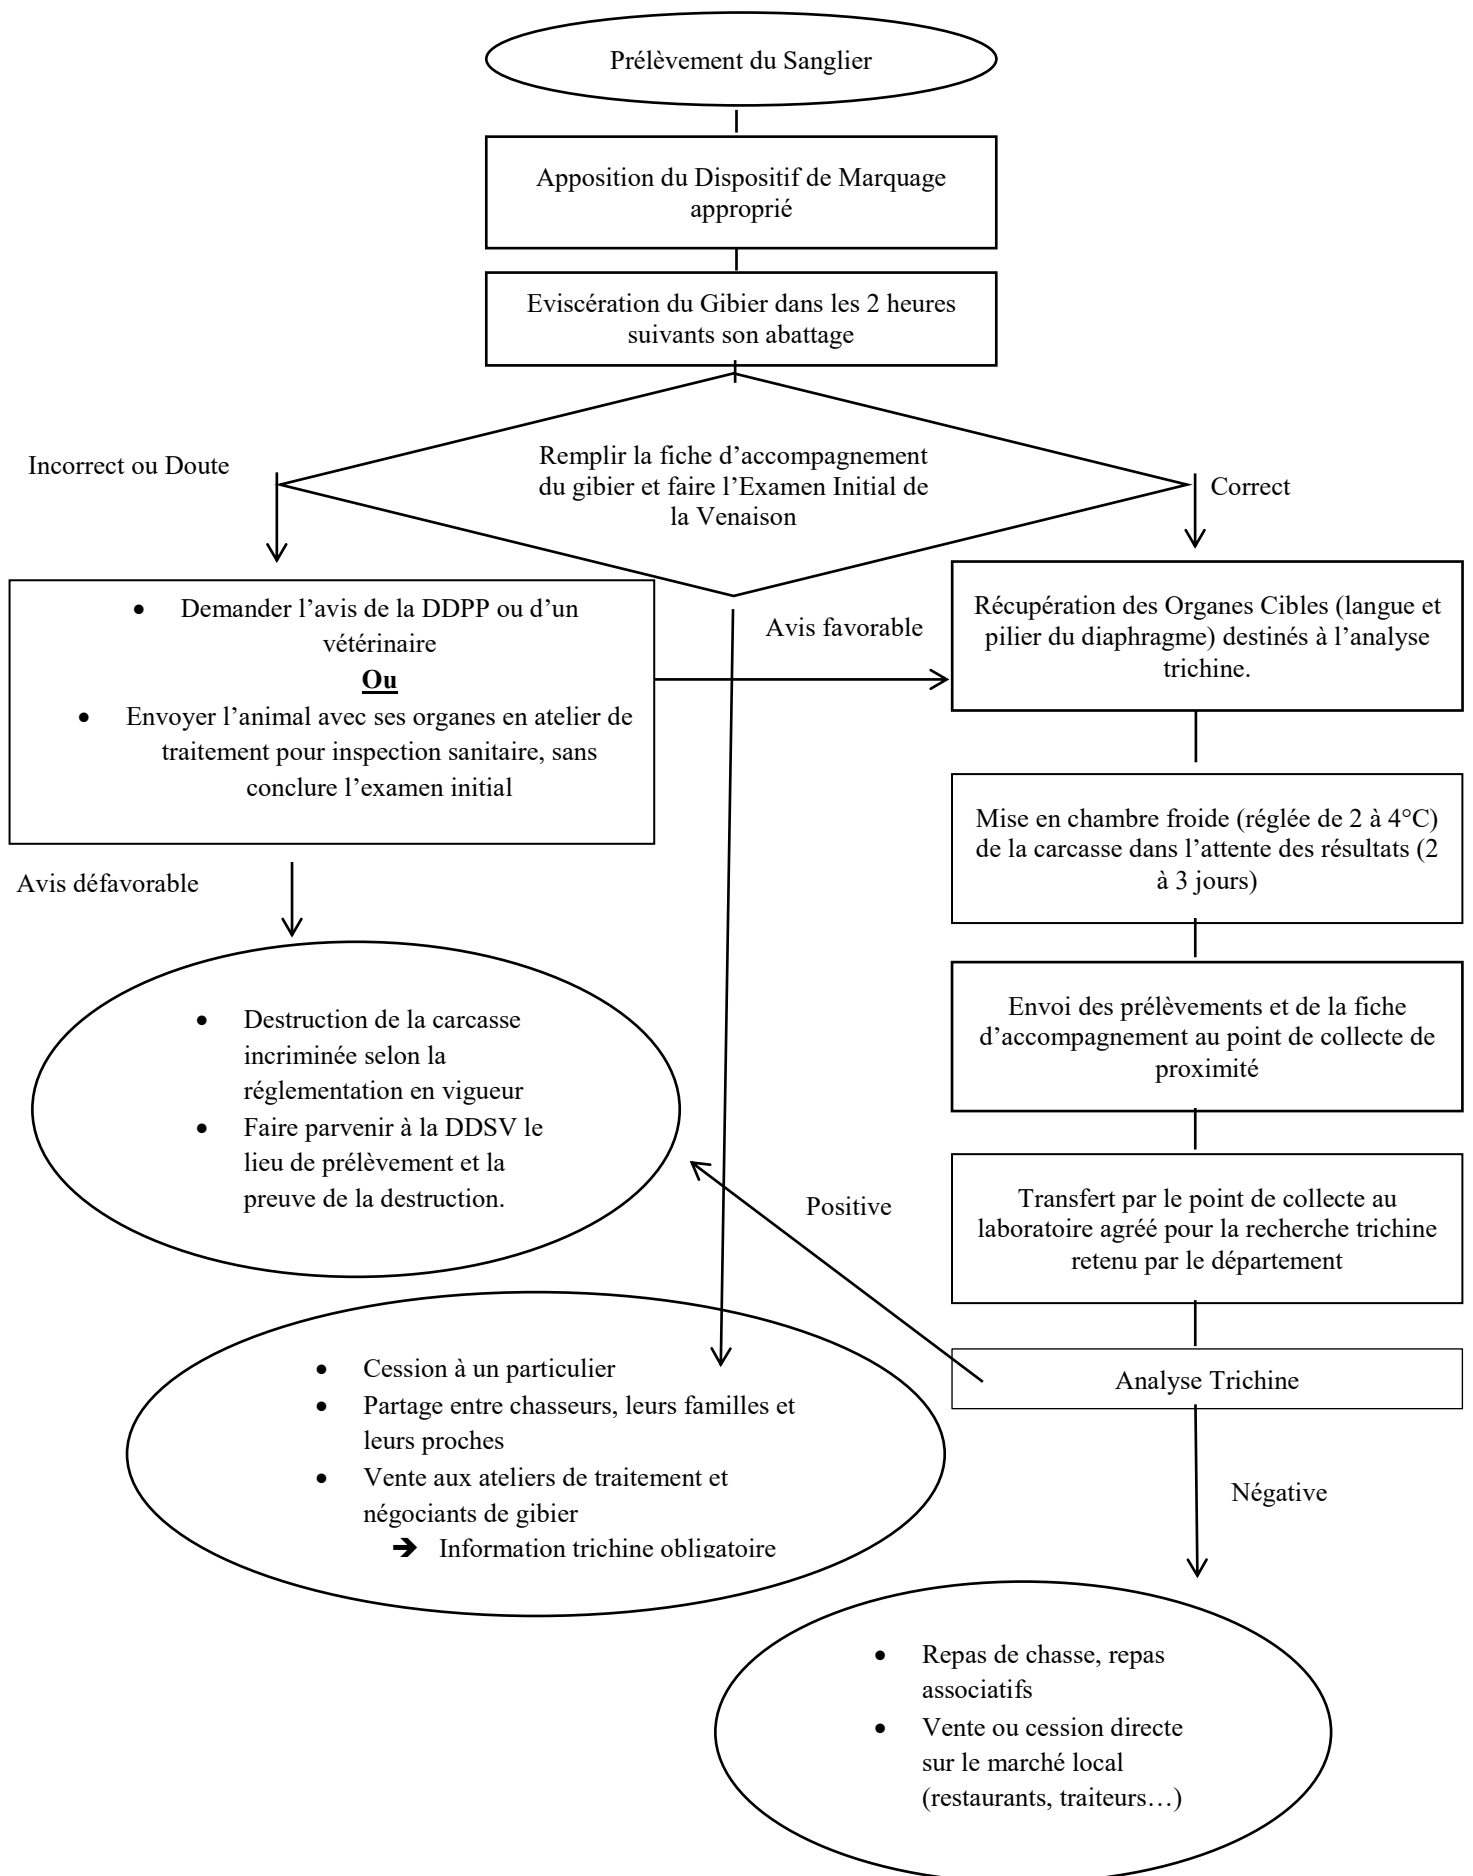 Prélèvement du Sanglier
Apposition du Dispositif de Marquage
approprié
Eviscération du Gibier dans les 2 heures
suivants son abattage
Remplir la fiche d’accompagnement
du gibier et faire l’Examen Initial de
la Venaison
Incorrect ou Doute
Correct
• Demander l’avis de la DDPP ou d’un
vétérinaire
Ou
• Envoyer l’animal avec ses organes en atelier de
traitement pour inspection sanitaire, sans
conclure l’examen initial
Avis favorable
Récupération des Organes Cibles (langue et
pilier du diaphragme) destinés à l’analyse
trichine.
Mise en chambre froide (réglée de 2 à 4°C)
de la carcasse dans l’attente des résultats (2
à 3 jours)
Avis défavorable
• Destruction de la carcasse
incriminée selon la
réglementation en vigueur
• Faire parvenir à la DDSV le
lieu de prélèvement et la
preuve de la destruction.
Envoi des prélèvements et de la fiche
d’accompagnement au point de collecte de
proximité
Transfert par le point de collecte au
laboratoire agréé pour la recherche trichine
retenu par le département
Positive
Analyse Trichine
• Cession à un particulier
• Partage entre chasseurs, leurs familles et
leurs proches
• Vente aux ateliers de traitement et
négociants de gibier
➔ Information trichine obligatoire
Négative
• Repas de chasse, repas
associatifs
• Vente ou cession directe
sur le marché local
(restaurants, traiteurs…)